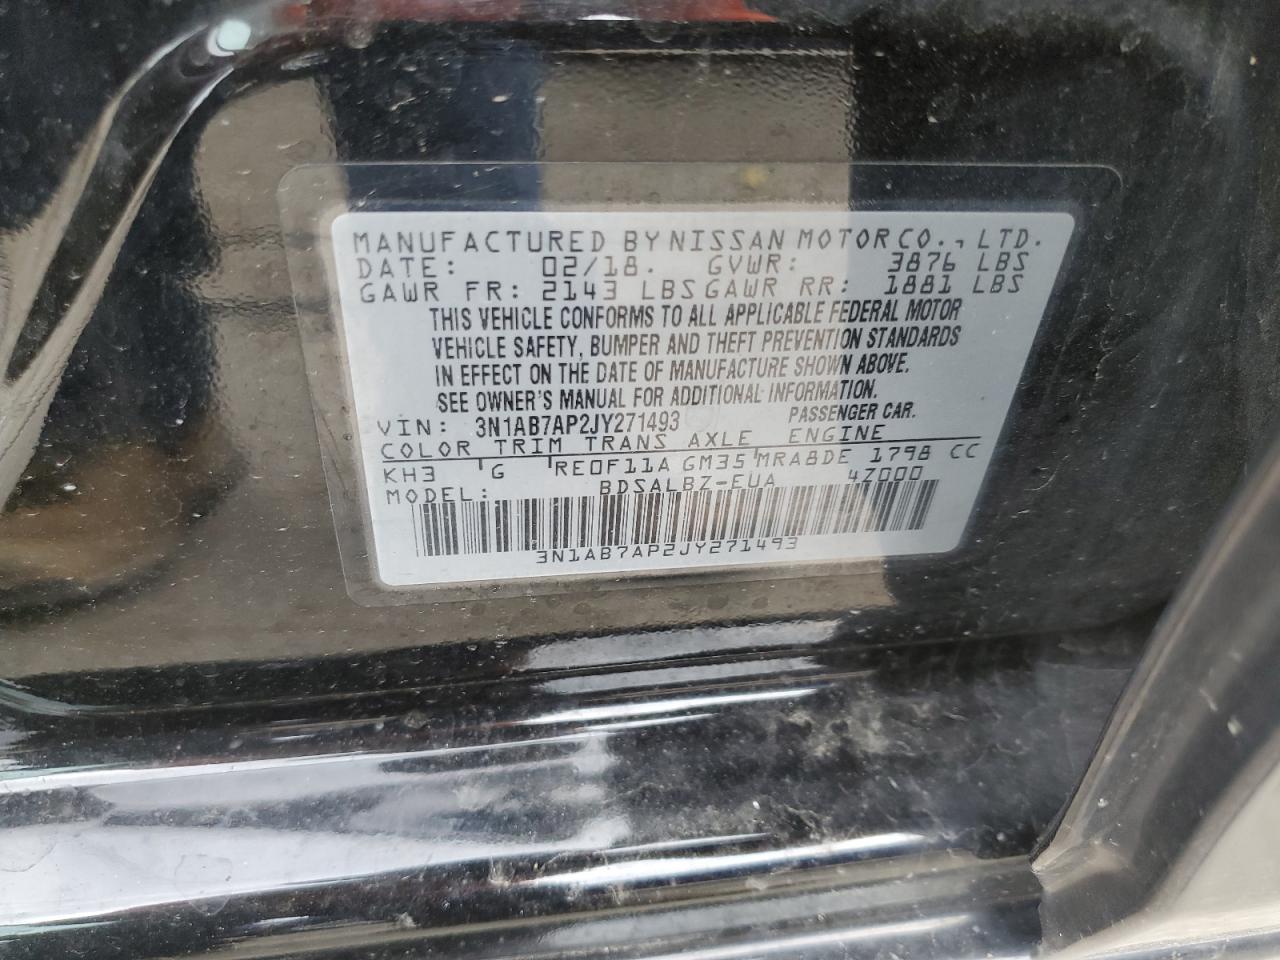 MANUFACTURED BY NISSAN MOTOR CO., LTD.
DATE: 02/18. GVWR: 3876 LBS
GAWR FR: 2143 LBS GAWR RR: 1881 LBS
THIS VEHICLE CONFORMS TO ALL APPLICABLE FEDERAL MOTOR
VEHICLE SAFETY, BUMPER AND THEFT PREVENTION STANDARDS
IN EFFECT ON THE DATE OF MANUFACTURE SHOWN ABOVE.
SEE OWNER'S MANUAL FOR ADDITIONAL INFORMATION.
VIN: 3N1AB7AP2JY271493 PASSENGER CAR.
COLOR TRIM TRANS AXLE ENGINE
KH3 G RE0F11A GM35 MRA8DE 1798 CC
MODEL: BDSALBZ-EUA 4Z000
3N1AB7AP2JY271493